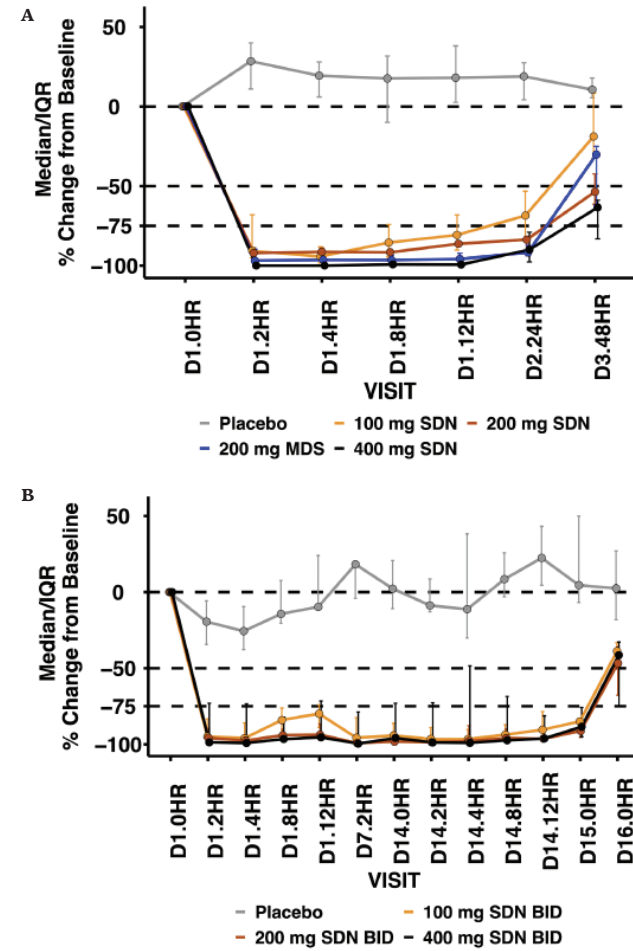 A
50
0
−50
−75
−100
Median/IQR
% Change from Baseline
D1.0HR
D1.2HR
D1.4HR
D1.8HR
D1.12HR
D2.24HR
D3.48HR
VISIT
Placebo 100 mg SDN 200 mg SDN
200 mg MDS 400 mg SDN
B
50
0
−50
−75
−100
Median/IQR
% Change from Baseline
D1.0HR
D1.2HR
D1.4HR
D1.8HR
D1.12HR
D7.2HR
D14.0HR
D14.2HR
D14.4HR
D14.8HR
D14.12HR
D15.0HR
D16.0HR
VISIT
Placebo 100 mg SDN BID
200 mg SDN BID 400 mg SDN BID